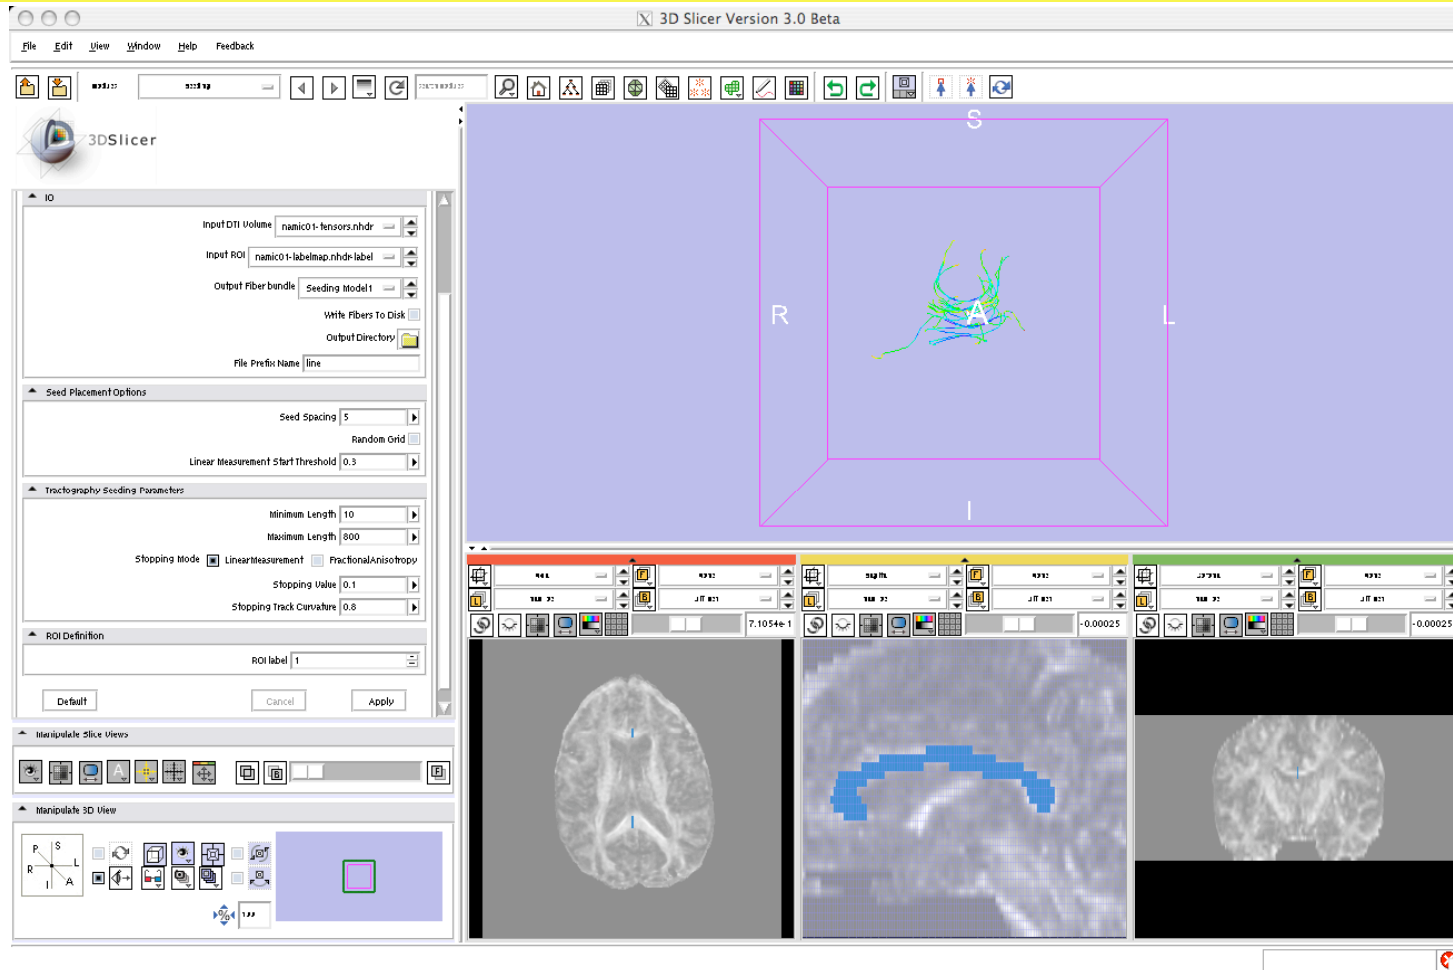 3D Slicer Version 3.0 Beta
File Edit View Window Help Feedback
3DSlicer
S
R
A
L
I
IO
Input DTI Volume namic01-tensors.nhdr
Input ROI namic01-labelmap.nhdr-label
Output Fiber bundle Seeding Model1
Write Fibers To Disk
Output Directory
File Prefix Name line
Seed Placement Options
Seed Spacing 5
Random Grid
Linear Measurement Start Threshold 0.3
Tractography Seeding Parameters
Minimum Length 10
Maximum Length 800
Stopping Mode LinearMeasurement FractionalAnisotropy
Stopping Value 0.1
Stopping Track Curvature 0.8
ROI Definition
ROI label 1
Default Cancel Apply
F F F
L B L B L B
7.1054e-1 -0.00025 -0.00025
Manipulate Slice Views
A B F
Manipulate 3D View
P S
R L
I A
%